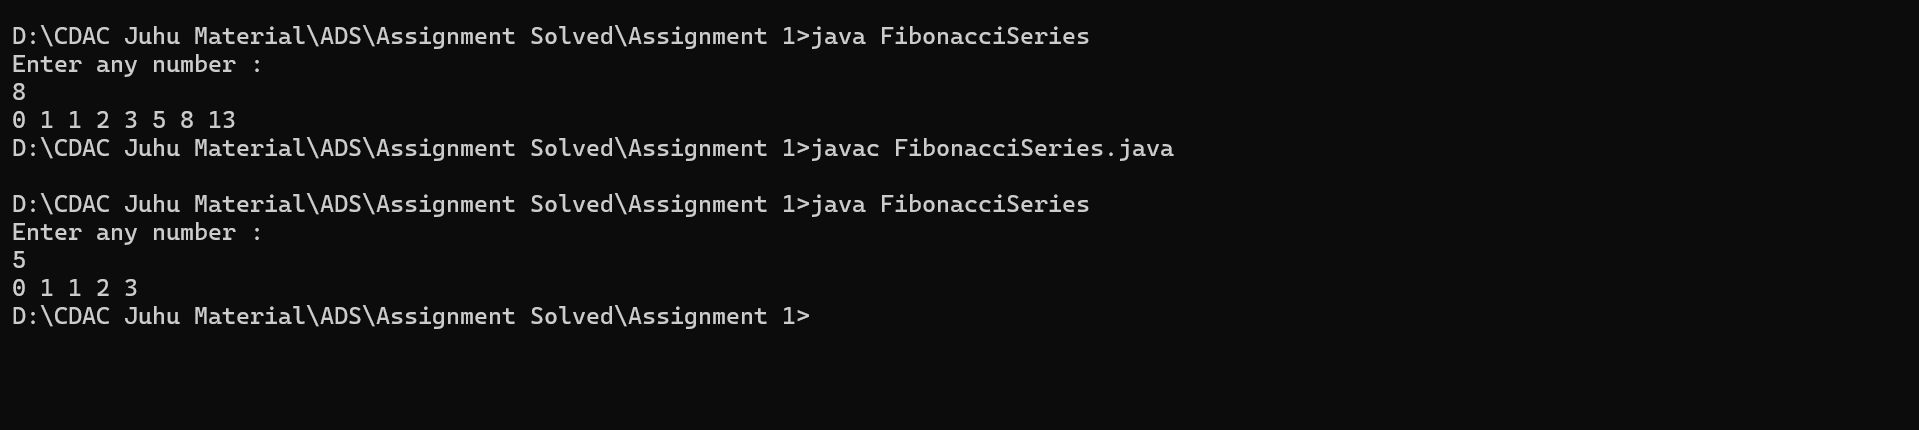 D:\CDAC Juhu Material\ADS\Assignment Solved\Assignment 1>java FibonacciSeries
Enter any number :
8
0 1 1 2 3 5 8 13
D:\CDAC Juhu Material\ADS\Assignment Solved\Assignment 1>javac FibonacciSeries.java
D:\CDAC Juhu Material\ADS\Assignment Solved\Assignment 1>java FibonacciSeries
Enter any number :
5
0 1 1 2 3
D:\CDAC Juhu Material\ADS\Assignment Solved\Assignment 1>